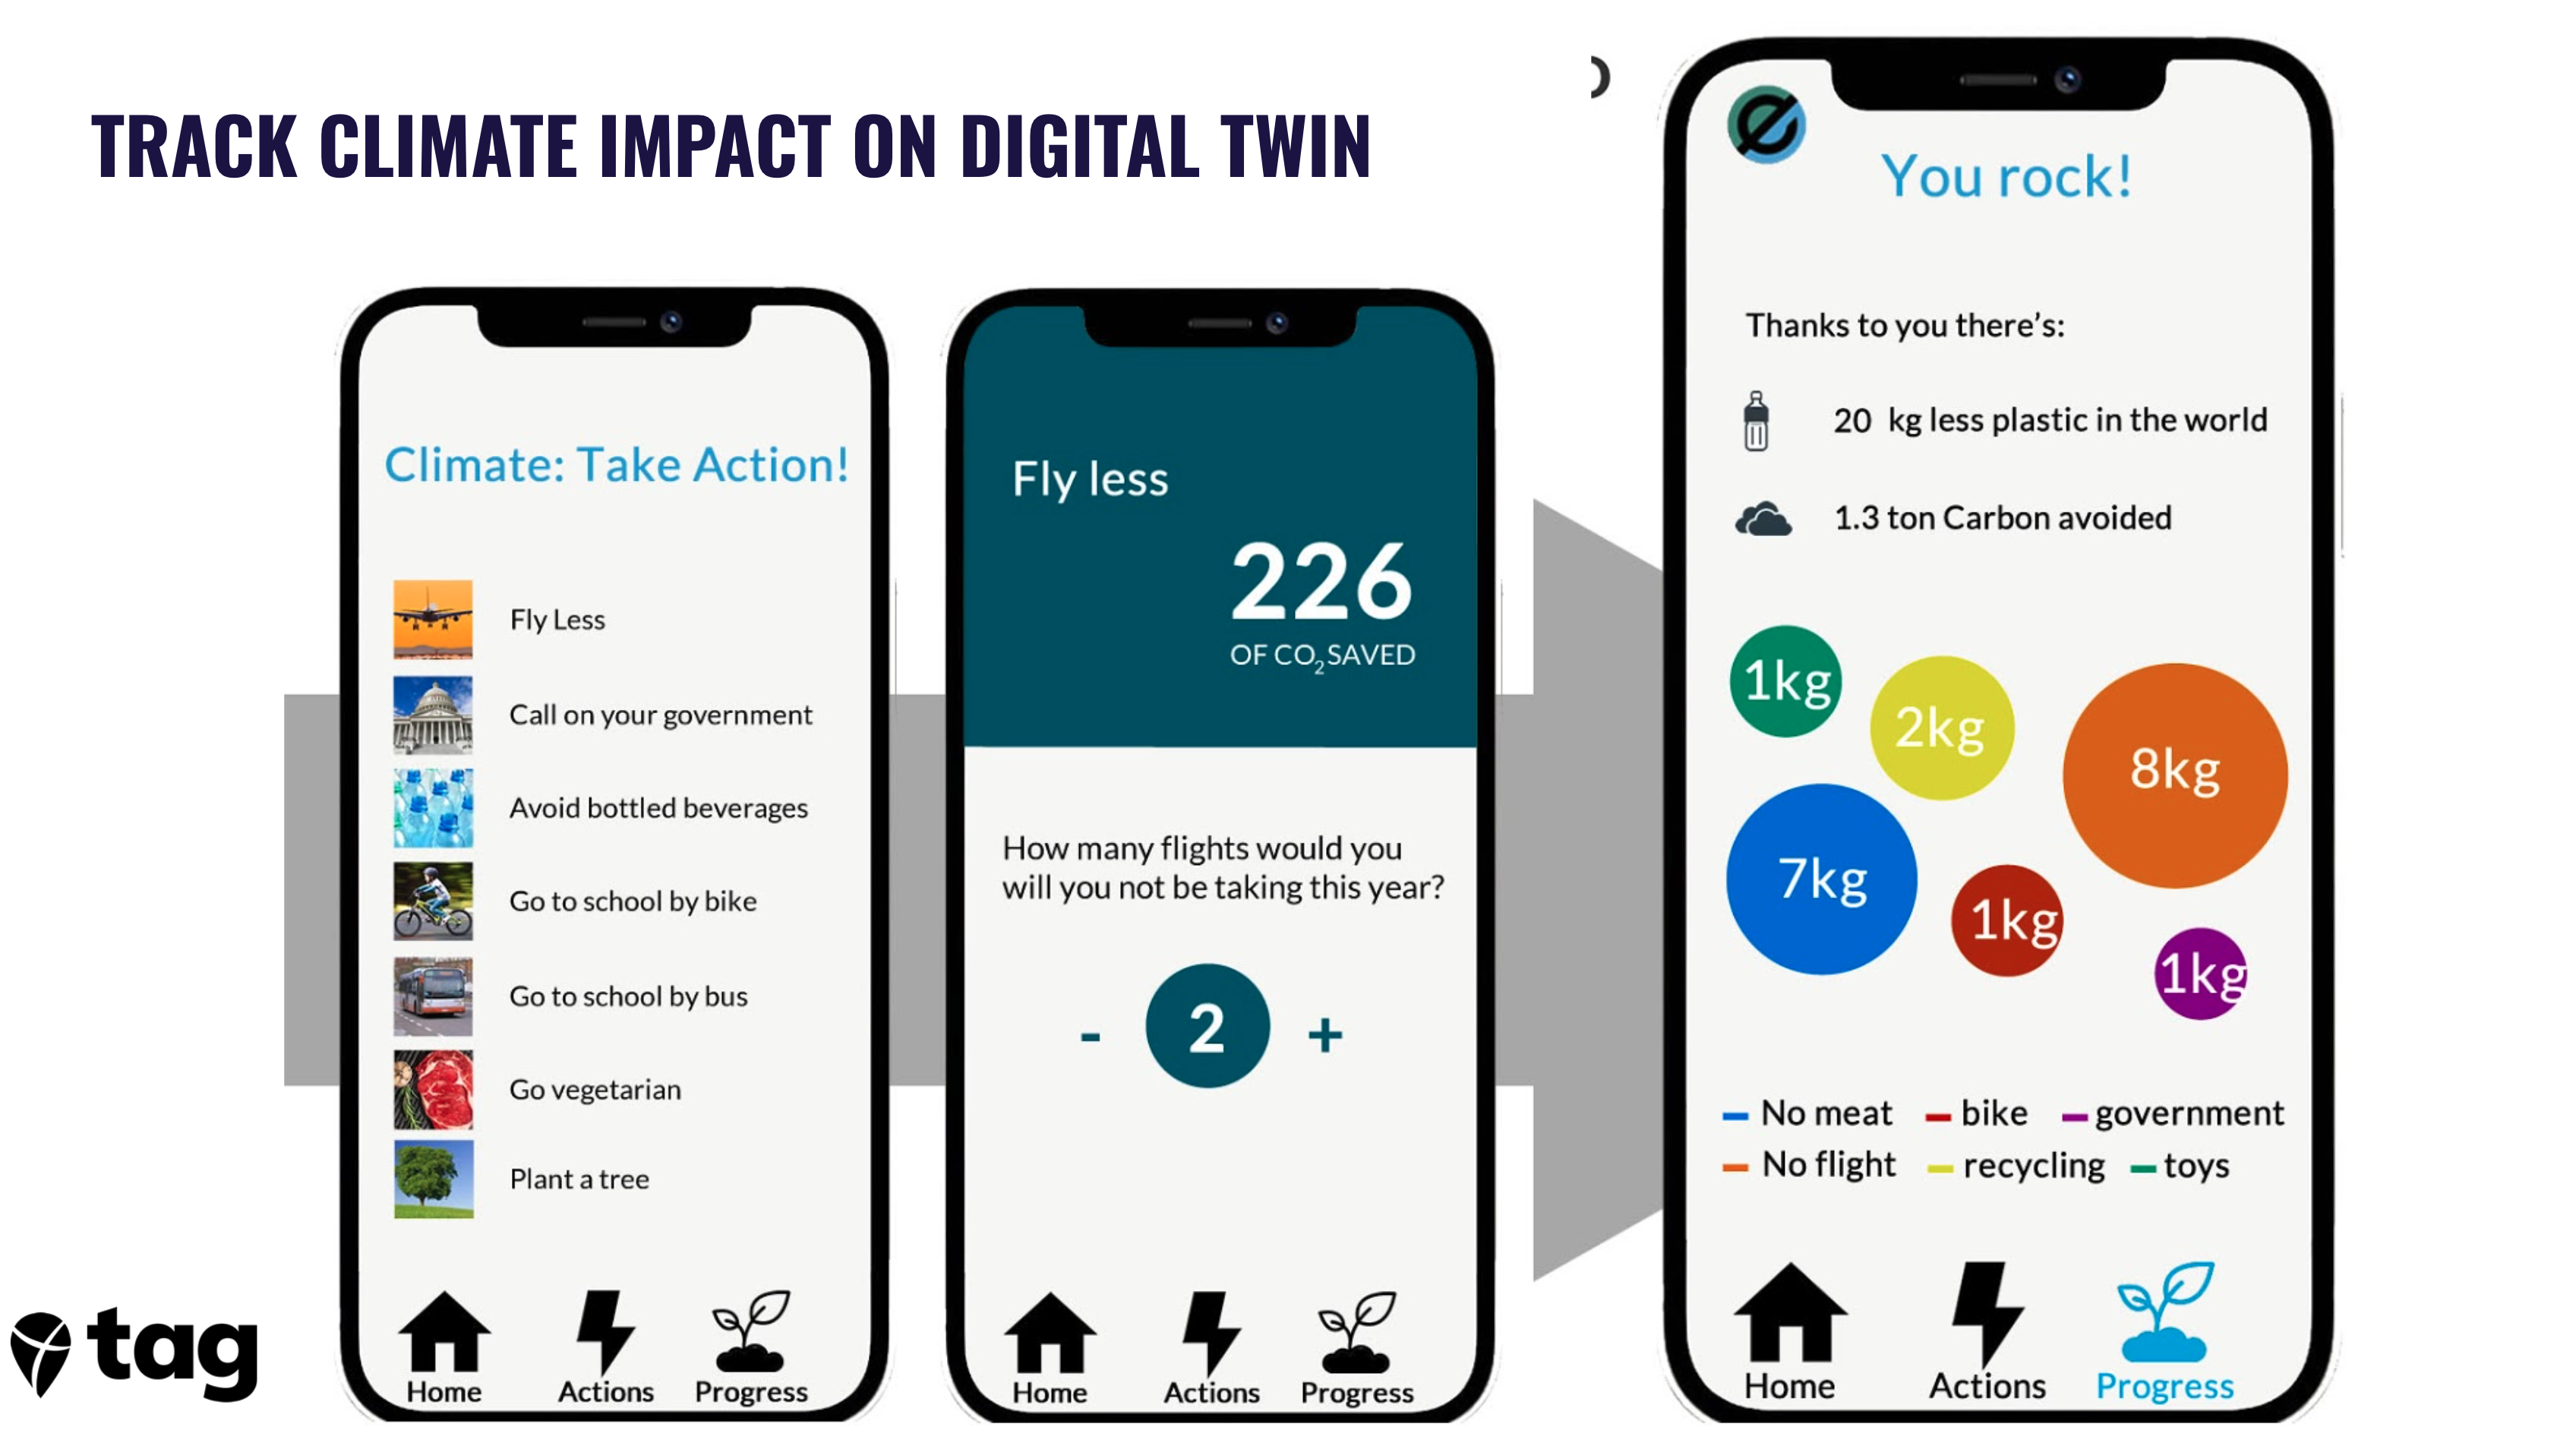 TRACK CLIMATE IMPACT ON DIGITAL TWIN
Climate: Take Action!
Fly Less
Call on your government
Avoid bottled beverages
Go to school by bike
Go to school by bus
Go vegetarian
Plant a tree
Home Actions Progress
Fly less
226
OF CO₂ SAVED
How many flights would you
will you not be taking this year?
- 2 +
Home Actions Progress
You rock!
Thanks to you there's:
20 kg less plastic in the world
1.3 ton Carbon avoided
1kg
2kg
8kg
7kg
1kg
1kg
No meat bike government
No flight recycling toys
Home Actions Progress
tag